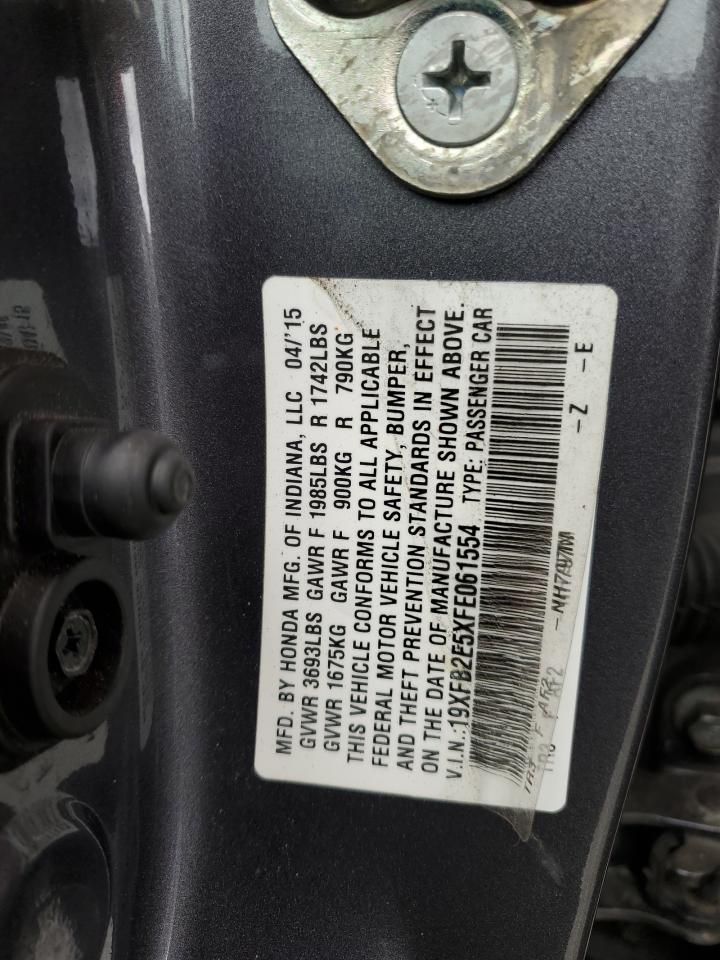 MFD. BY HONDA MFG. OF INDIANA, LLC 04/'15
GVWR 3693LBS GAWR F 1985LBS R 1742LBS
GVWR 1675KG GAWR F 900KG R 790KG
THIS VEHICLE CONFORMS TO ALL APPLICABLE
FEDERAL MOTOR VEHICLE SAFETY, BUMPER,
AND THEFT PREVENTION STANDARDS IN EFFECT
ON THE DATE OF MANUFACTURE SHOWN ABOVE.
V.I.N.:19XFB2E5XFE061554 TYPE: PASSENGER CAR
-Z -E